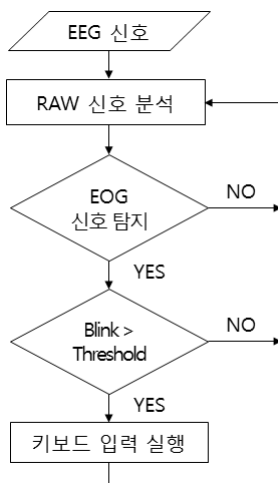 EEG 신호
RAW 신호 분석
EOG
신호 탐지
NO
YES
Blink >
Threshold
NO
YES
키보드 입력 실행